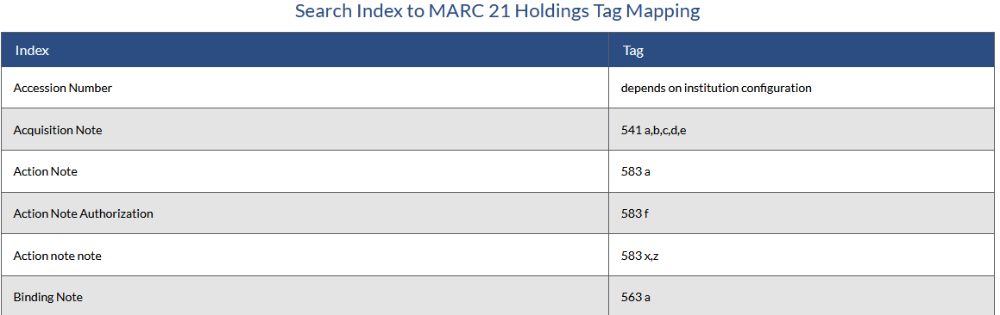 Search Index to MARC 21 Holdings Tag Mapping
Index Tag
Accession Number depends on institution configuration
Acquisition Note 541 a,b,c,d,e
Action Note 583 a
Action Note Authorization 583 f
Action note note 583 x,z
Binding Note 563 a